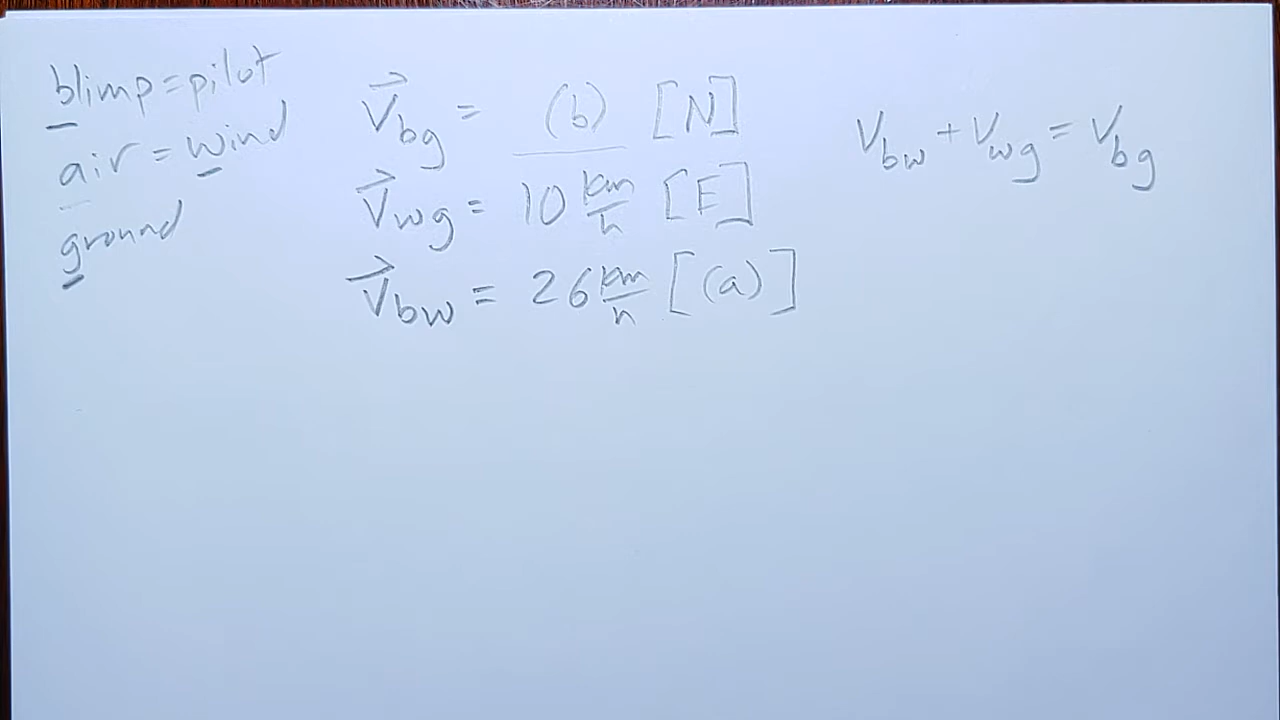 blimp = pilot
air = wind
ground
V⃗bg = (b) [N]
V⃗wg = 10 km/h [E]
V⃗bw = 26 km/h [(a)]
Vbw + Vwg = Vbg